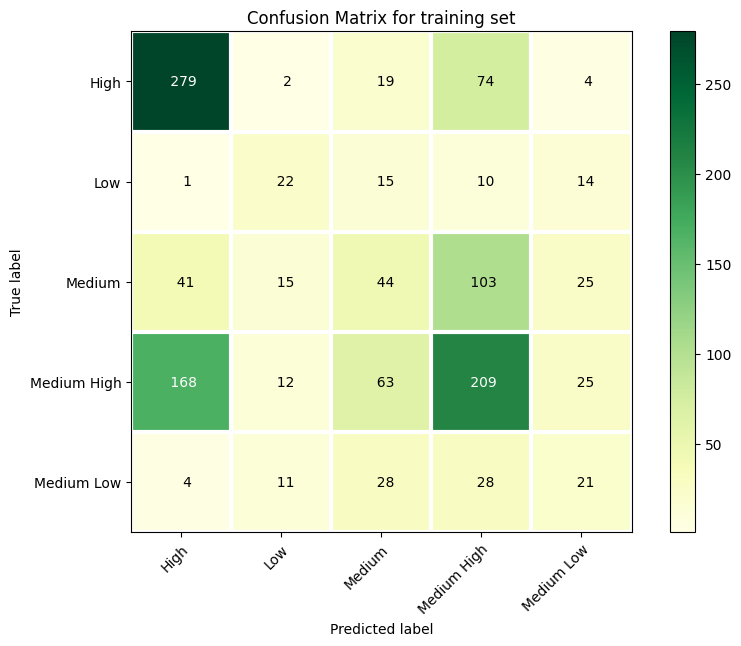 Confusion Matrix for training set
High 279 2 19 74 4
Low 1 22 15 10 14
Medium 41 15 44 103 25
Medium High 168 12 63 209 25
Medium Low 4 11 28 28 21
High Low Medium Medium High Medium Low
Predicted label
True label
250
200
150
100
50